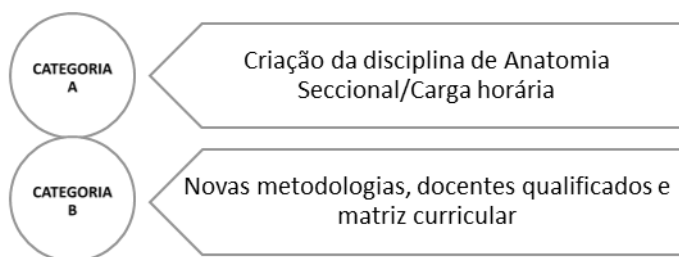 CATEGORIA
A
Criação da disciplina de Anatomia
Seccional/Carga horária
CATEGORIA
B
Novas metodologias, docentes qualificados e
matriz curricular